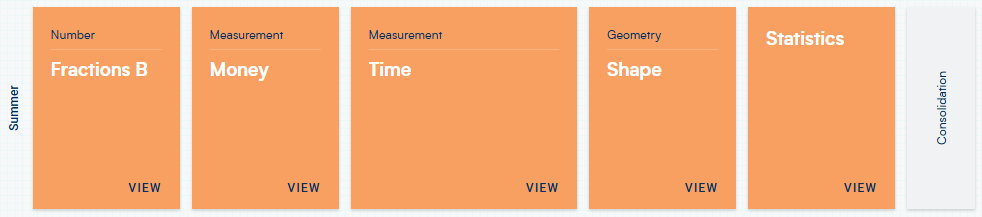 Summer
Number
Fractions B
VIEW
Measurement
Money
VIEW
Measurement
Time
VIEW
Geometry
Shape
VIEW
Statistics
VIEW
Consolidation